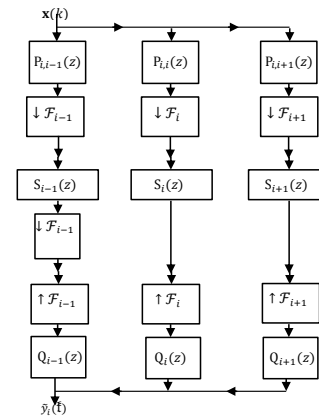 𝐱(k)
P_{i,i−1}(z) P_{i,i}(z) P_{i,i+1}(z)
↓ ℱ_{i−1} ↓ ℱ_i ↓ ℱ_{i+1}
S_{i−1}(z) S_i(z) S_{i+1}(z)
↓ ℱ_{i−1}
↑ ℱ_{i−1} ↑ ℱ_i ↑ ℱ_{i+1}
Q_{i−1}(z) Q_i(z) Q_{i+1}(z)